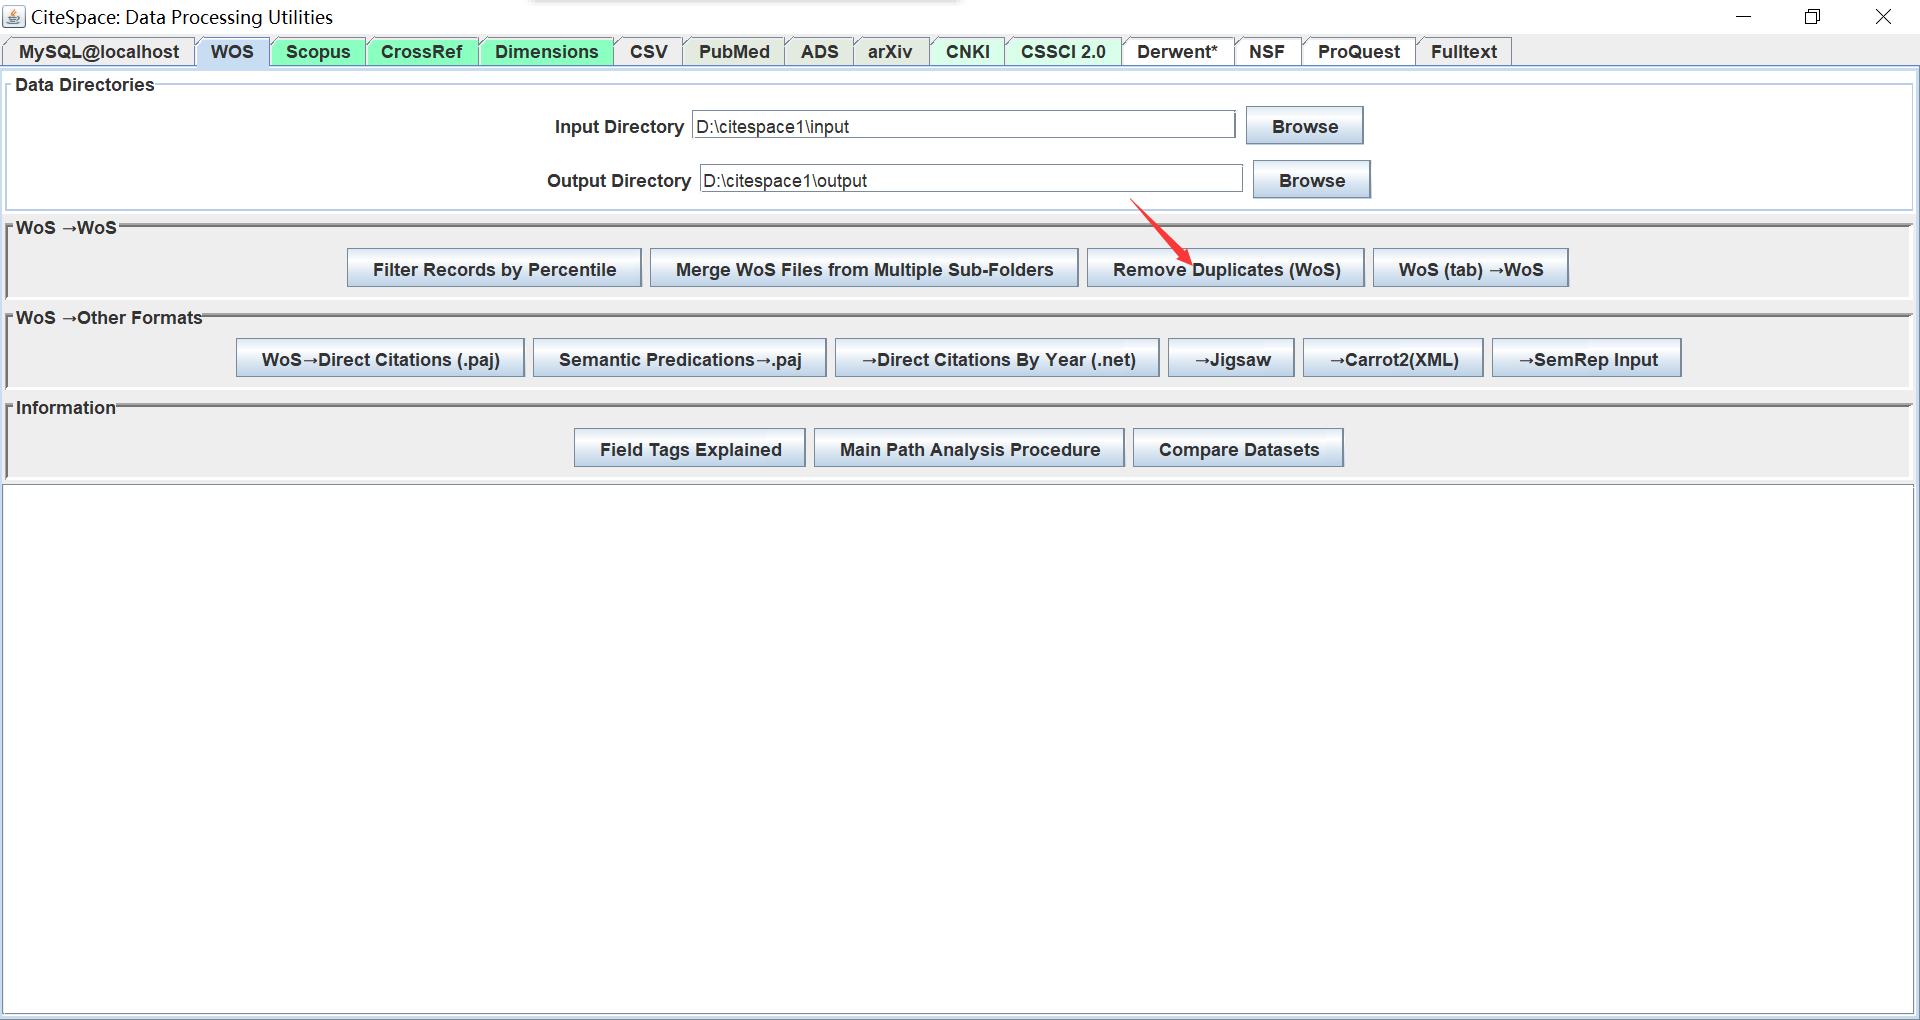 CiteSpace: Data Processing Utilities
MySQL@localhost WOS Scopus CrossRef Dimensions CSV PubMed ADS arXiv CNKI CSSCI 2.0 Derwent* NSF ProQuest Fulltext
Data Directories
Input Directory D:\citespace1\input Browse
Output Directory D:\citespace1\output Browse
WoS →WoS
Filter Records by Percentile Merge WoS Files from Multiple Sub-Folders Remove Duplicates (WoS) WoS (tab) →WoS
WoS →Other Formats
WoS→Direct Citations (.paj) Semantic Predications→.paj →Direct Citations By Year (.net) →Jigsaw →Carrot2(XML) →SemRep Input
Information
Field Tags Explained Main Path Analysis Procedure Compare Datasets